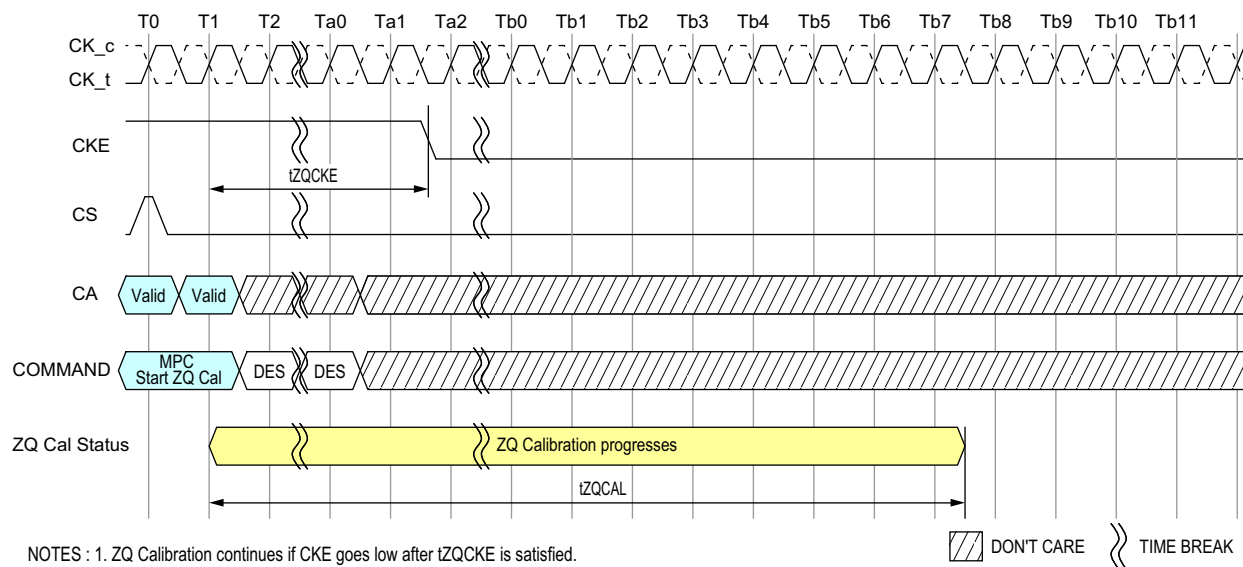 T0 T1 T2 Ta0 Ta1 Ta2 Tb0 Tb1 Tb2 Tb3 Tb4 Tb5 Tb6 Tb7 Tb8 Tb9 Tb10 Tb11
CK_c
CK_t
CKE
tZQCKE
CS
CA Valid Valid
COMMAND MPC Start ZQ Cal DES DES
ZQ Cal Status ZQ Calibration progresses
tZQCAL
NOTES : 1. ZQ Calibration continues if CKE goes low after tZQCKE is satisfied.
DON'T CARE TIME BREAK